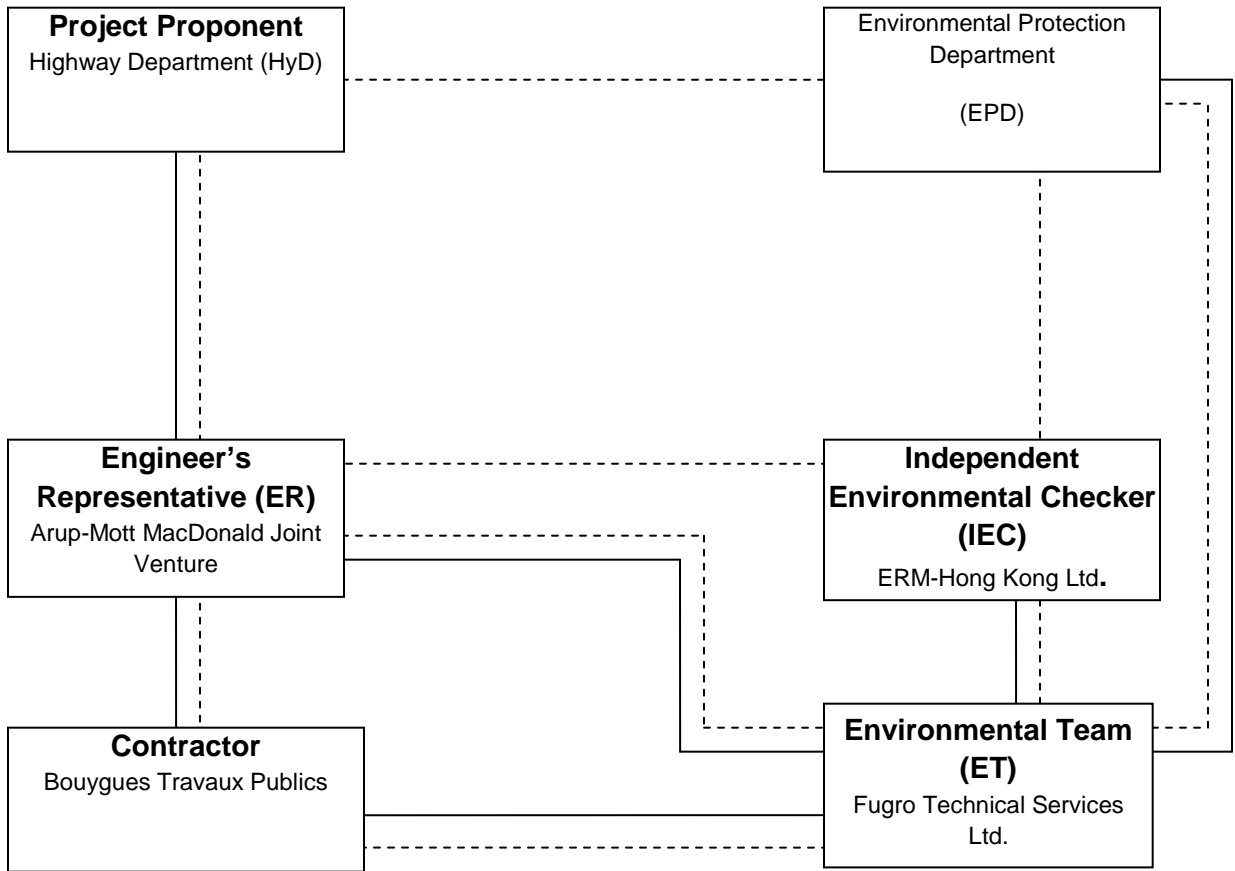 Project Proponent
Highway Department (HyD)
Environmental Protection
Department
(EPD)
Engineer’s
Representative (ER)
Arup-Mott MacDonald Joint
Venture
Independent
Environmental Checker
(IEC)
ERM-Hong Kong Ltd.
Contractor
Bouygues Travaux Publics
Environmental Team
(ET)
Fugro Technical Services
Ltd.